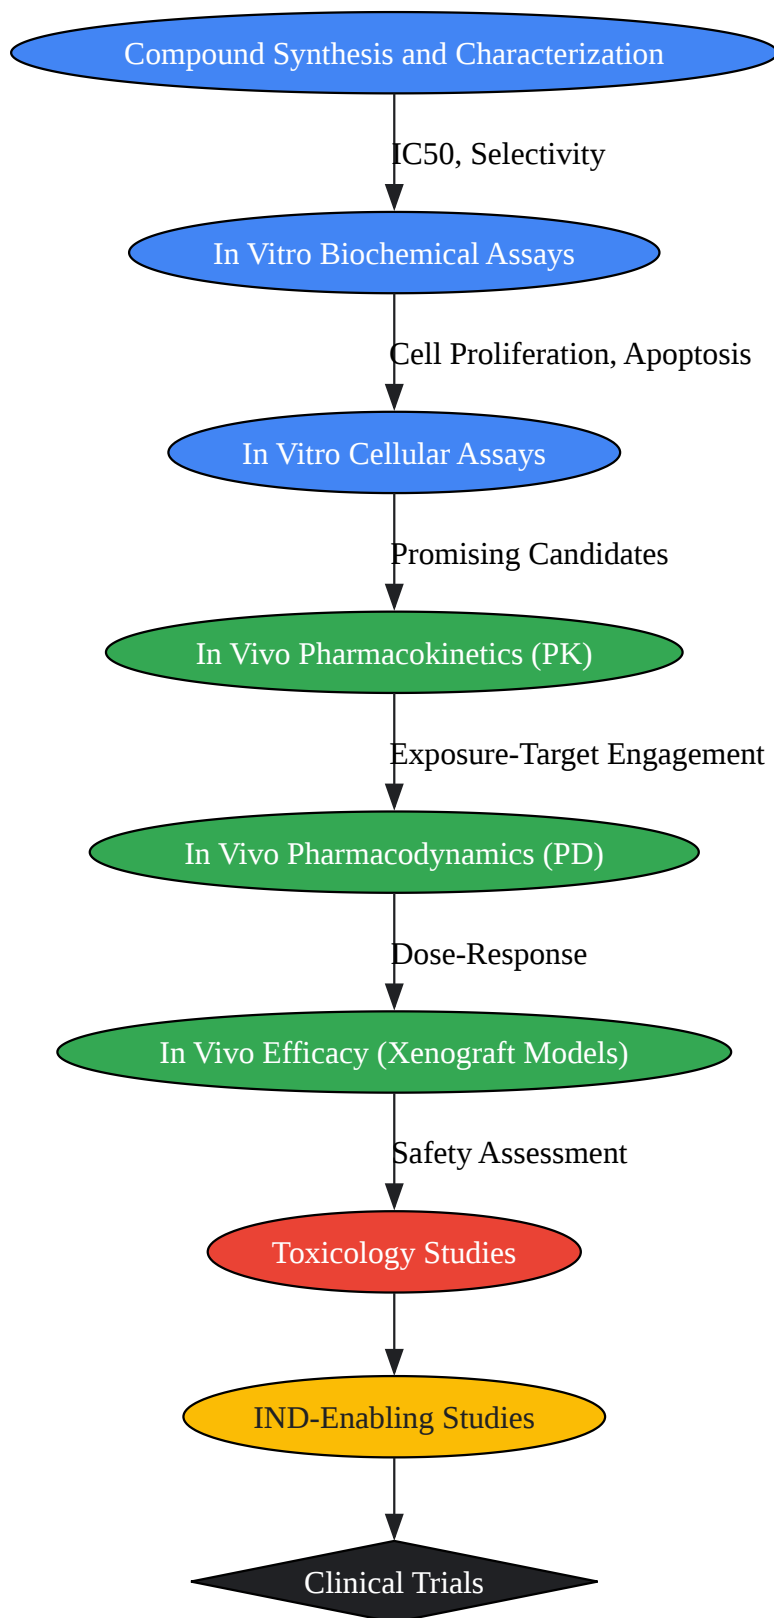 Compound Synthesis and Characterization
IC50, Selectivity
In Vitro Biochemical Assays
Cell Proliferation, Apoptosis
In Vitro Cellular Assays
Promising Candidates
In Vivo Pharmacokinetics (PK)
Exposure-Target Engagement
In Vivo Pharmacodynamics (PD)
Dose-Response
In Vivo Efficacy (Xenograft Models)
Safety Assessment
Toxicology Studies
IND-Enabling Studies
Clinical Trials